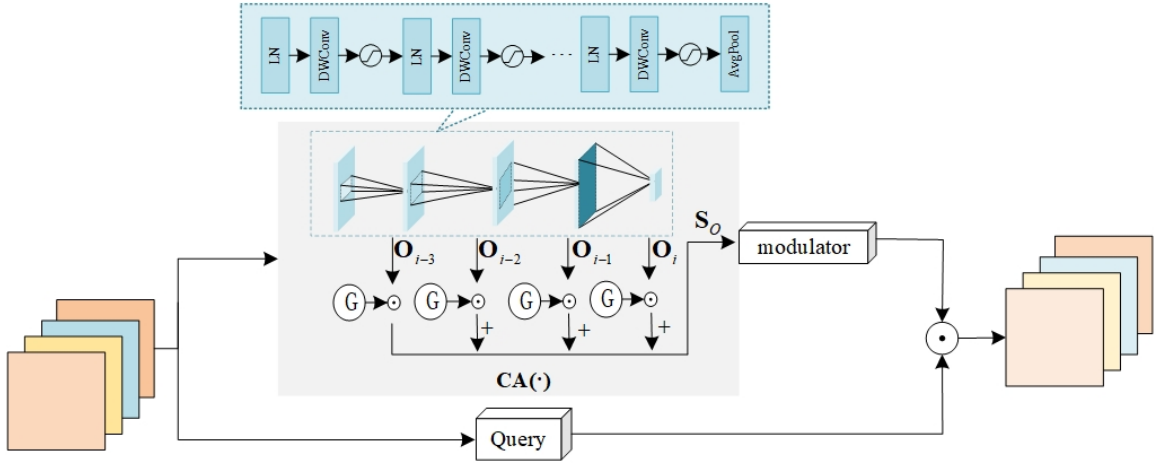 LN DWConv LN DWConv ... LN DWConv AvgPool
O_{i-3} O_{i-2} O_{i-1} O_i S_O modulator
G G G G
+ + +
CA(·)
Query